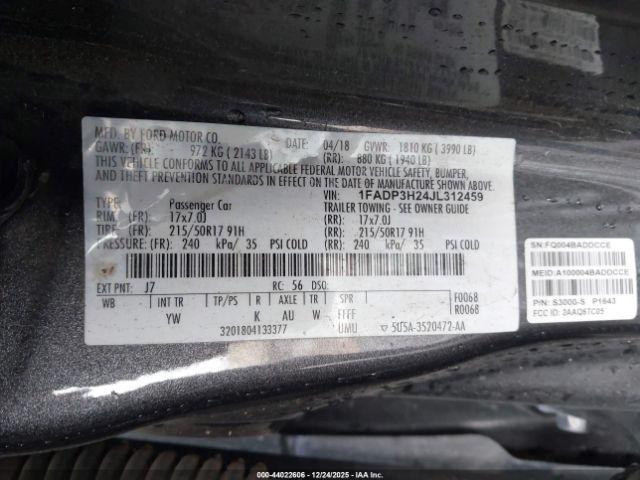 MFD. BY FORD MOTOR CO. DATE: 04/18 GVWR: 1810 KG ( 3990 LB)
GAWR: (FR): 972 KG ( 2143 LB) (RR): 880 KG ( 1940 LB)
THIS VEHICLE CONFORMS TO ALL APPLICABLE FEDERAL MOTOR VEHICLE SAFETY, BUMPER,
AND THEFT PREVENTION STANDARDS IN EFFECT ON THE DATE OF MANUFACTURE SHOWN ABOVE.
VIN: 1FADP3H24JL312459
TYPE: Passenger Car TRAILER TOWING - SEE OWNER GUIDE
RIM: (FR): 17x7.0J (RR): 17x7.0J
TIRE (FR): 215/50R17 91H (RR): 215/50R17 91H
PRESSURE: (FR): 240 kPa/ 35 PSI COLD (RR): 240 kPa/ 35 PSI COLD
EXT PNT: J7 RC: 56 DSO:
WB INT TR TP/PS R AXLE TR SPR F0068
YW K AU W FIFF R0068
3201804133377 UMU 5U5A-3520472-AA
SN:FQ004BADDCCE
MEID:A100004BADDCCE
P/N: S3000-S P1643
FCC ID: 2AAQ6TC05
000-44022606 - 12/24/2025 - IAAI.com